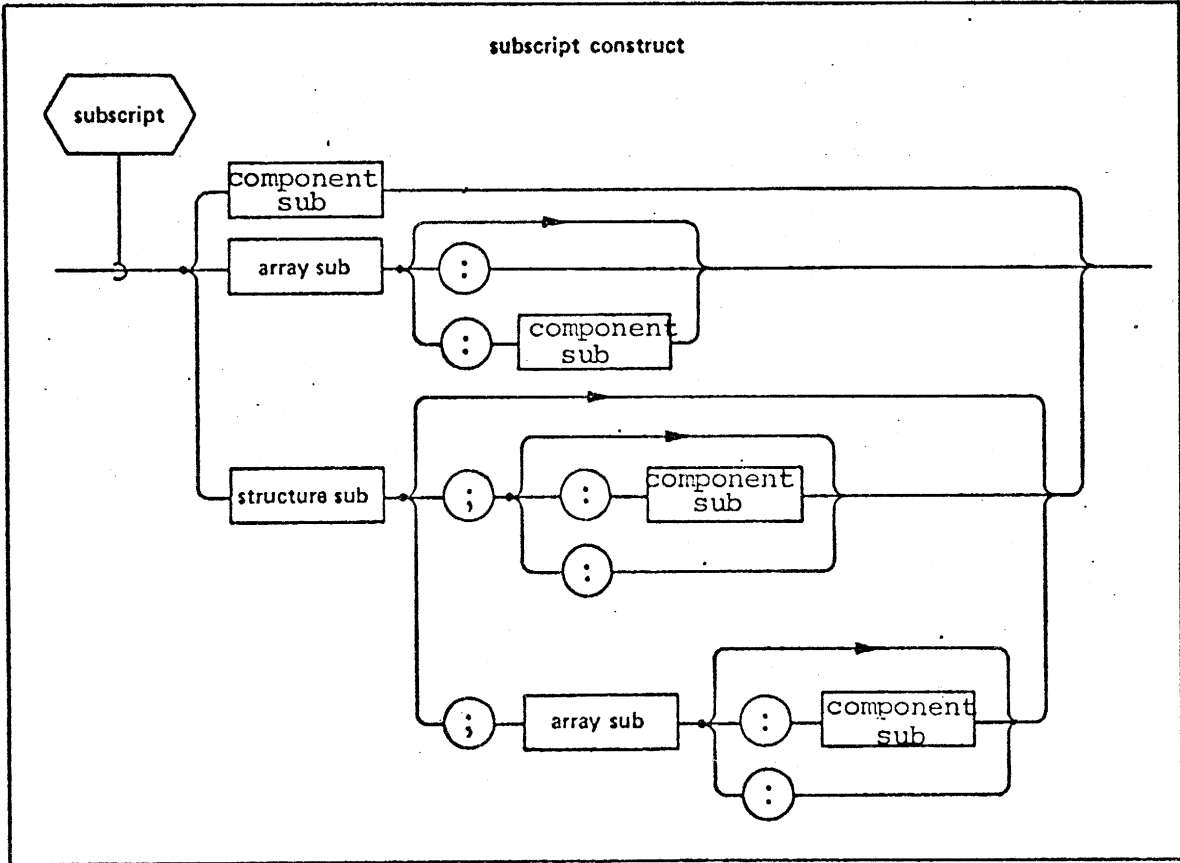 subscript construct
subscript
component
sub
array sub
:
:
component
sub
structure sub
;
:
component
sub
:
;
array sub
:
component
sub
: